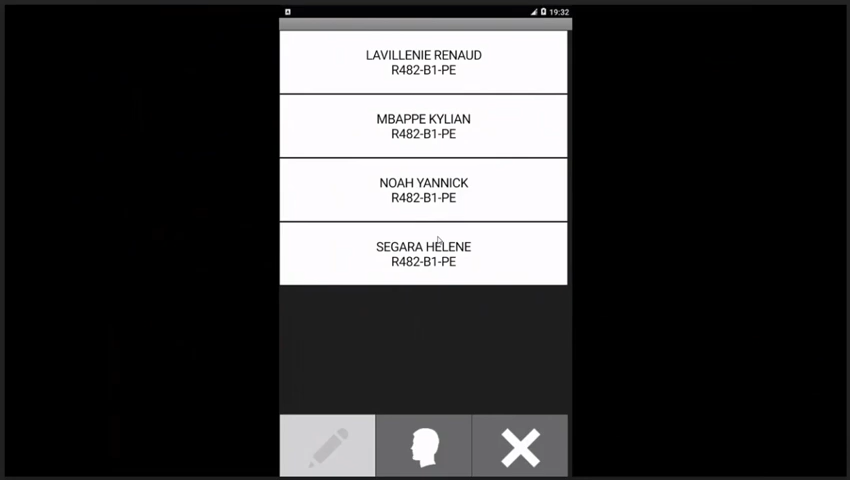 19:32
LAVILLENIE RENAUD
R482-B1-PE
MBAPPE KYLIAN
R482-B1-PE
NOAH YANNICK
R482-B1-PE
SEGARA HELENE
R482-B1-PE